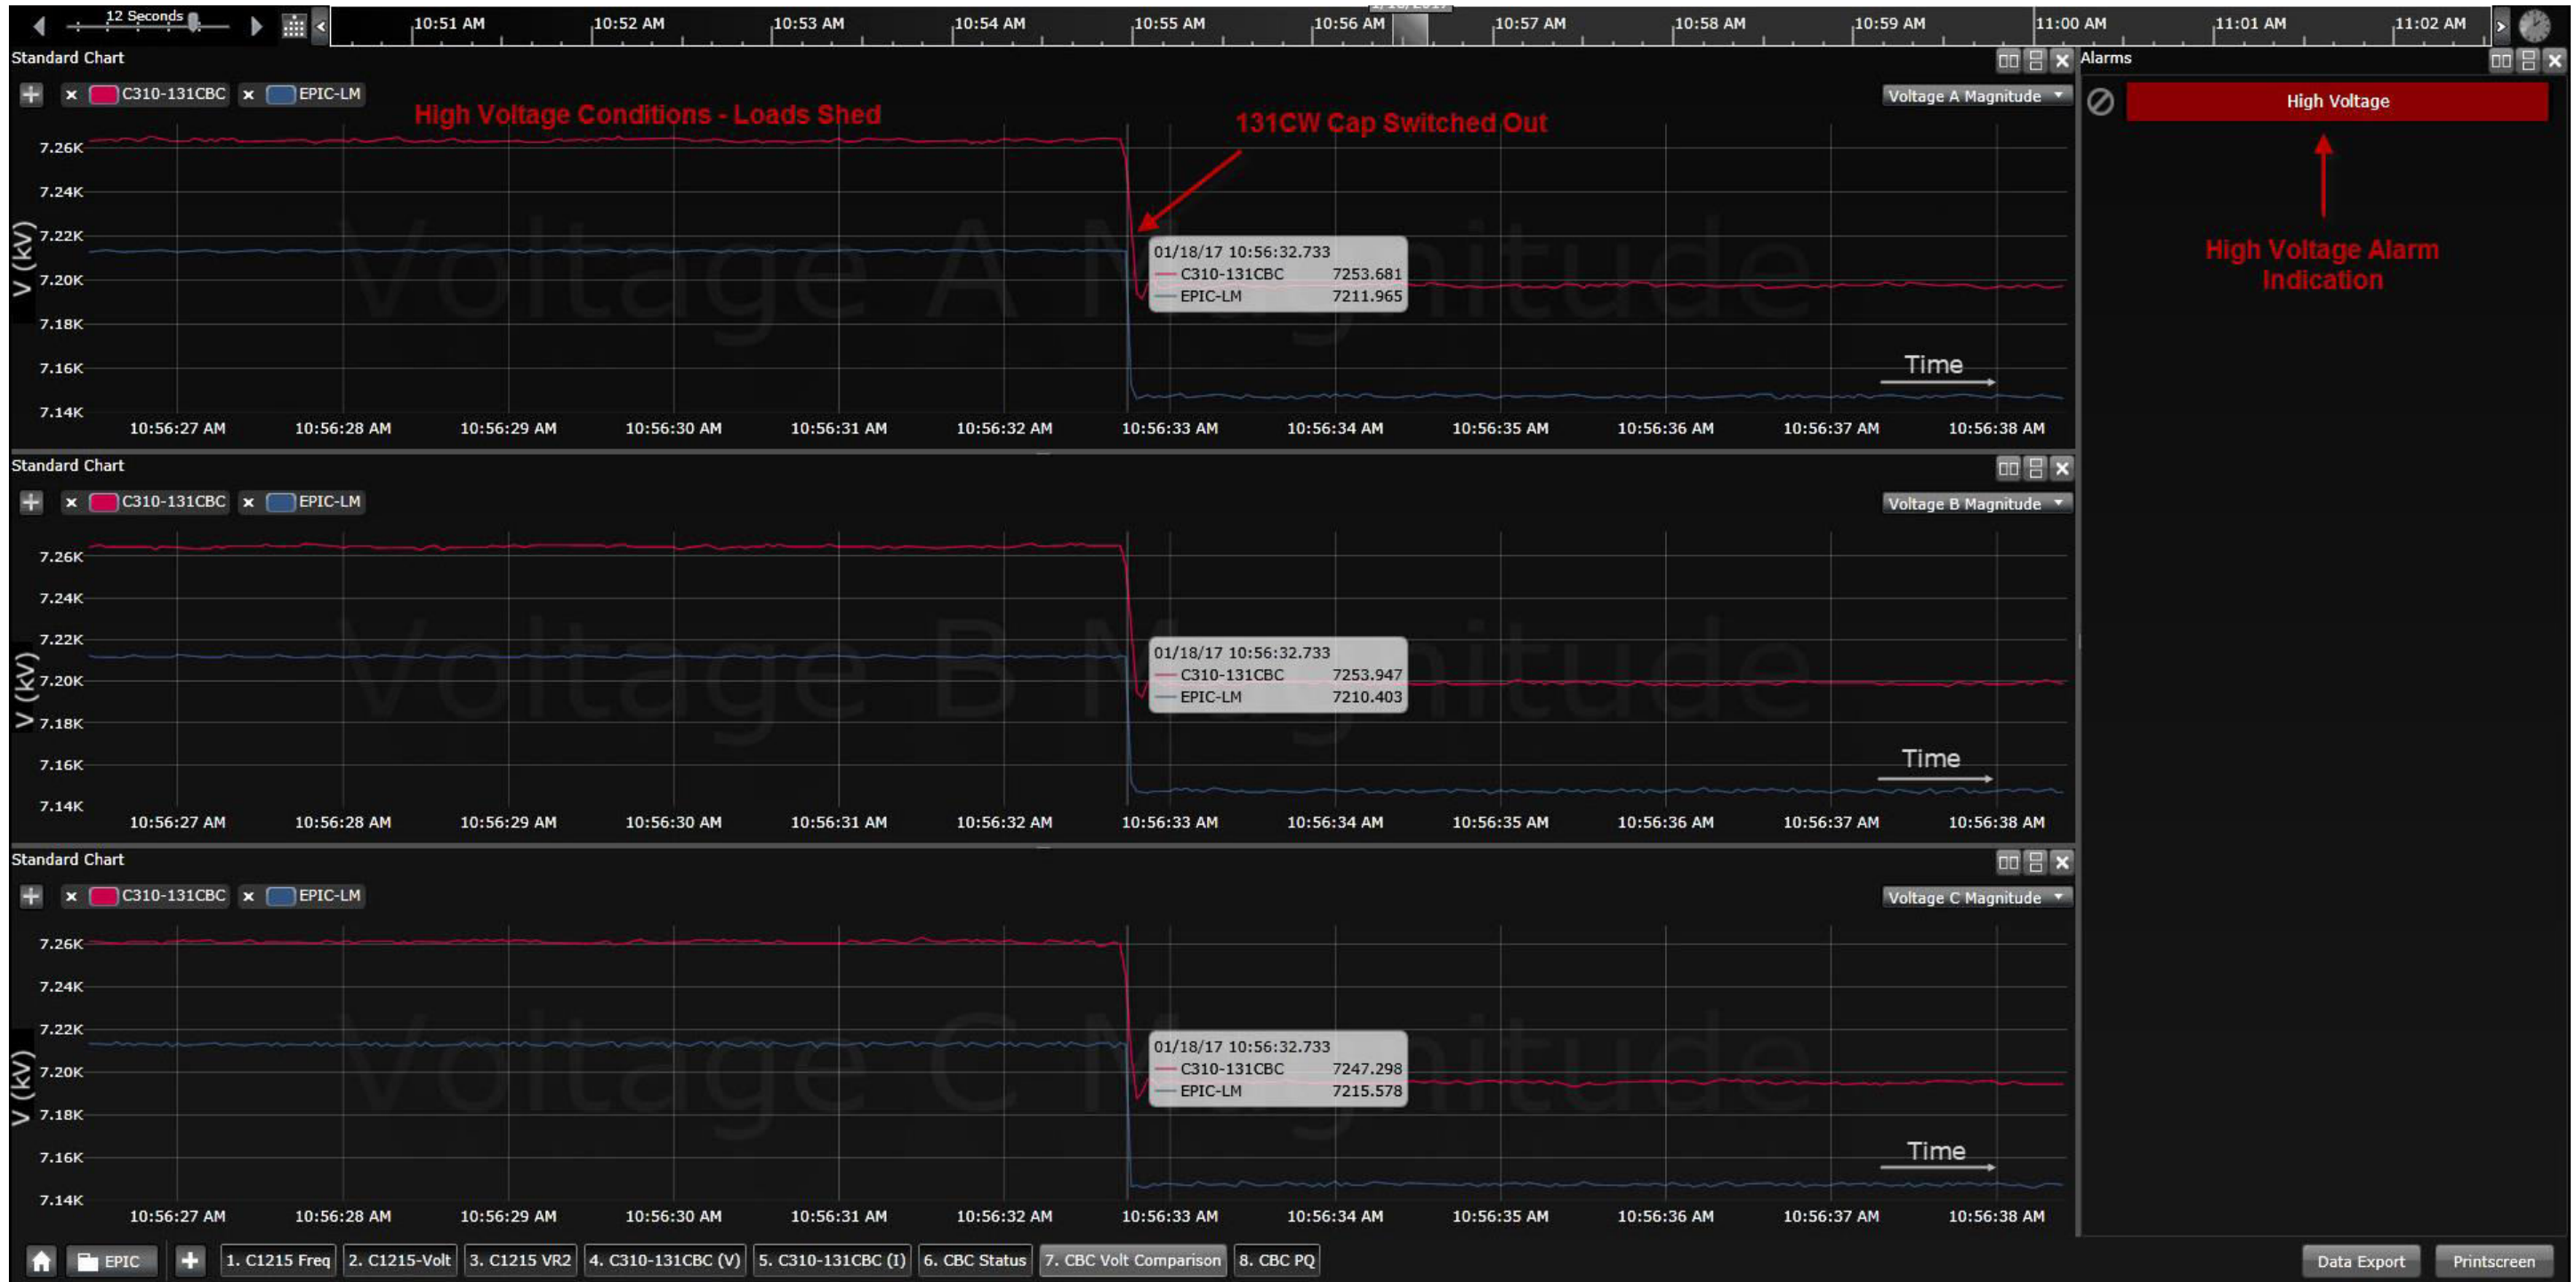 12 Seconds
10:51 AM 10:52 AM 10:53 AM 10:54 AM 10:55 AM 10:56 AM 10:57 AM 10:58 AM 10:59 AM 11:00 AM 11:01 AM 11:02 AM
Standard Chart
C310-131CBC EPIC-LM
Voltage A Magnitude
High Voltage Conditions - Loads Shed
131CW Cap Switched Out
Voltage A Magnitude
V (kV)
7.26K
7.24K
7.22K
7.20K
7.18K
7.16K
7.14K
01/18/17 10:56:32.733
C310-131CBC 7253.681
EPIC-LM 7211.965
Time
10:56:27 AM 10:56:28 AM 10:56:29 AM 10:56:30 AM 10:56:31 AM 10:56:32 AM 10:56:33 AM 10:56:34 AM 10:56:35 AM 10:56:36 AM 10:56:37 AM 10:56:38 AM
Standard Chart
C310-131CBC EPIC-LM
Voltage B Magnitude
Voltage B Magnitude
V (kV)
7.26K
7.24K
7.22K
7.20K
7.18K
7.16K
7.14K
01/18/17 10:56:32.733
C310-131CBC 7253.947
EPIC-LM 7210.403
Time
10:56:27 AM 10:56:28 AM 10:56:29 AM 10:56:30 AM 10:56:31 AM 10:56:32 AM 10:56:33 AM 10:56:34 AM 10:56:35 AM 10:56:36 AM 10:56:37 AM 10:56:38 AM
Standard Chart
C310-131CBC EPIC-LM
Voltage C Magnitude
Voltage C Magnitude
V (kV)
7.26K
7.24K
7.22K
7.20K
7.18K
7.16K
7.14K
01/18/17 10:56:32.733
C310-131CBC 7247.298
EPIC-LM 7215.578
Time
10:56:27 AM 10:56:28 AM 10:56:29 AM 10:56:30 AM 10:56:31 AM 10:56:32 AM 10:56:33 AM 10:56:34 AM 10:56:35 AM 10:56:36 AM 10:56:37 AM 10:56:38 AM
Alarms
High Voltage
High Voltage Alarm
Indication
EPIC
1. C1215 Freq
2. C1215-Volt
3. C1215 VR2
4. C310-131CBC (V)
5. C310-131CBC (I)
6. CBC Status
7. CBC Volt Comparison
8. CBC PQ
Data Export
Printscreen